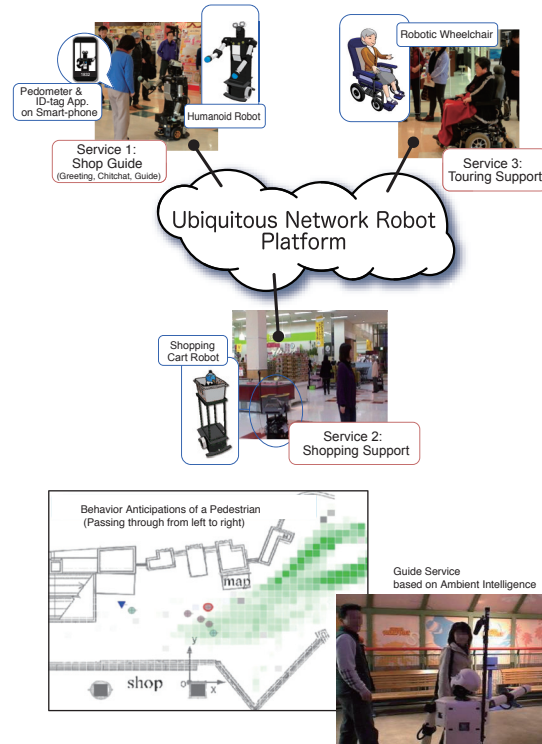 Robotic Wheelchair
Pedometer &
ID-tag App.
on Smart-phone
Humanoid Robot
Service 1:
Shop Guide
(Greeting, Chitchat, Guide)
Service 3:
Touring Support
Ubiquitous Network Robot
Platform
Shopping
Cart Robot
Service 2:
Shopping Support
Behavior Anticipations of a Pedestrian
(Passing through from left to right)
map
y
o
x
shop
Guide Service
based on Ambient Intelligence